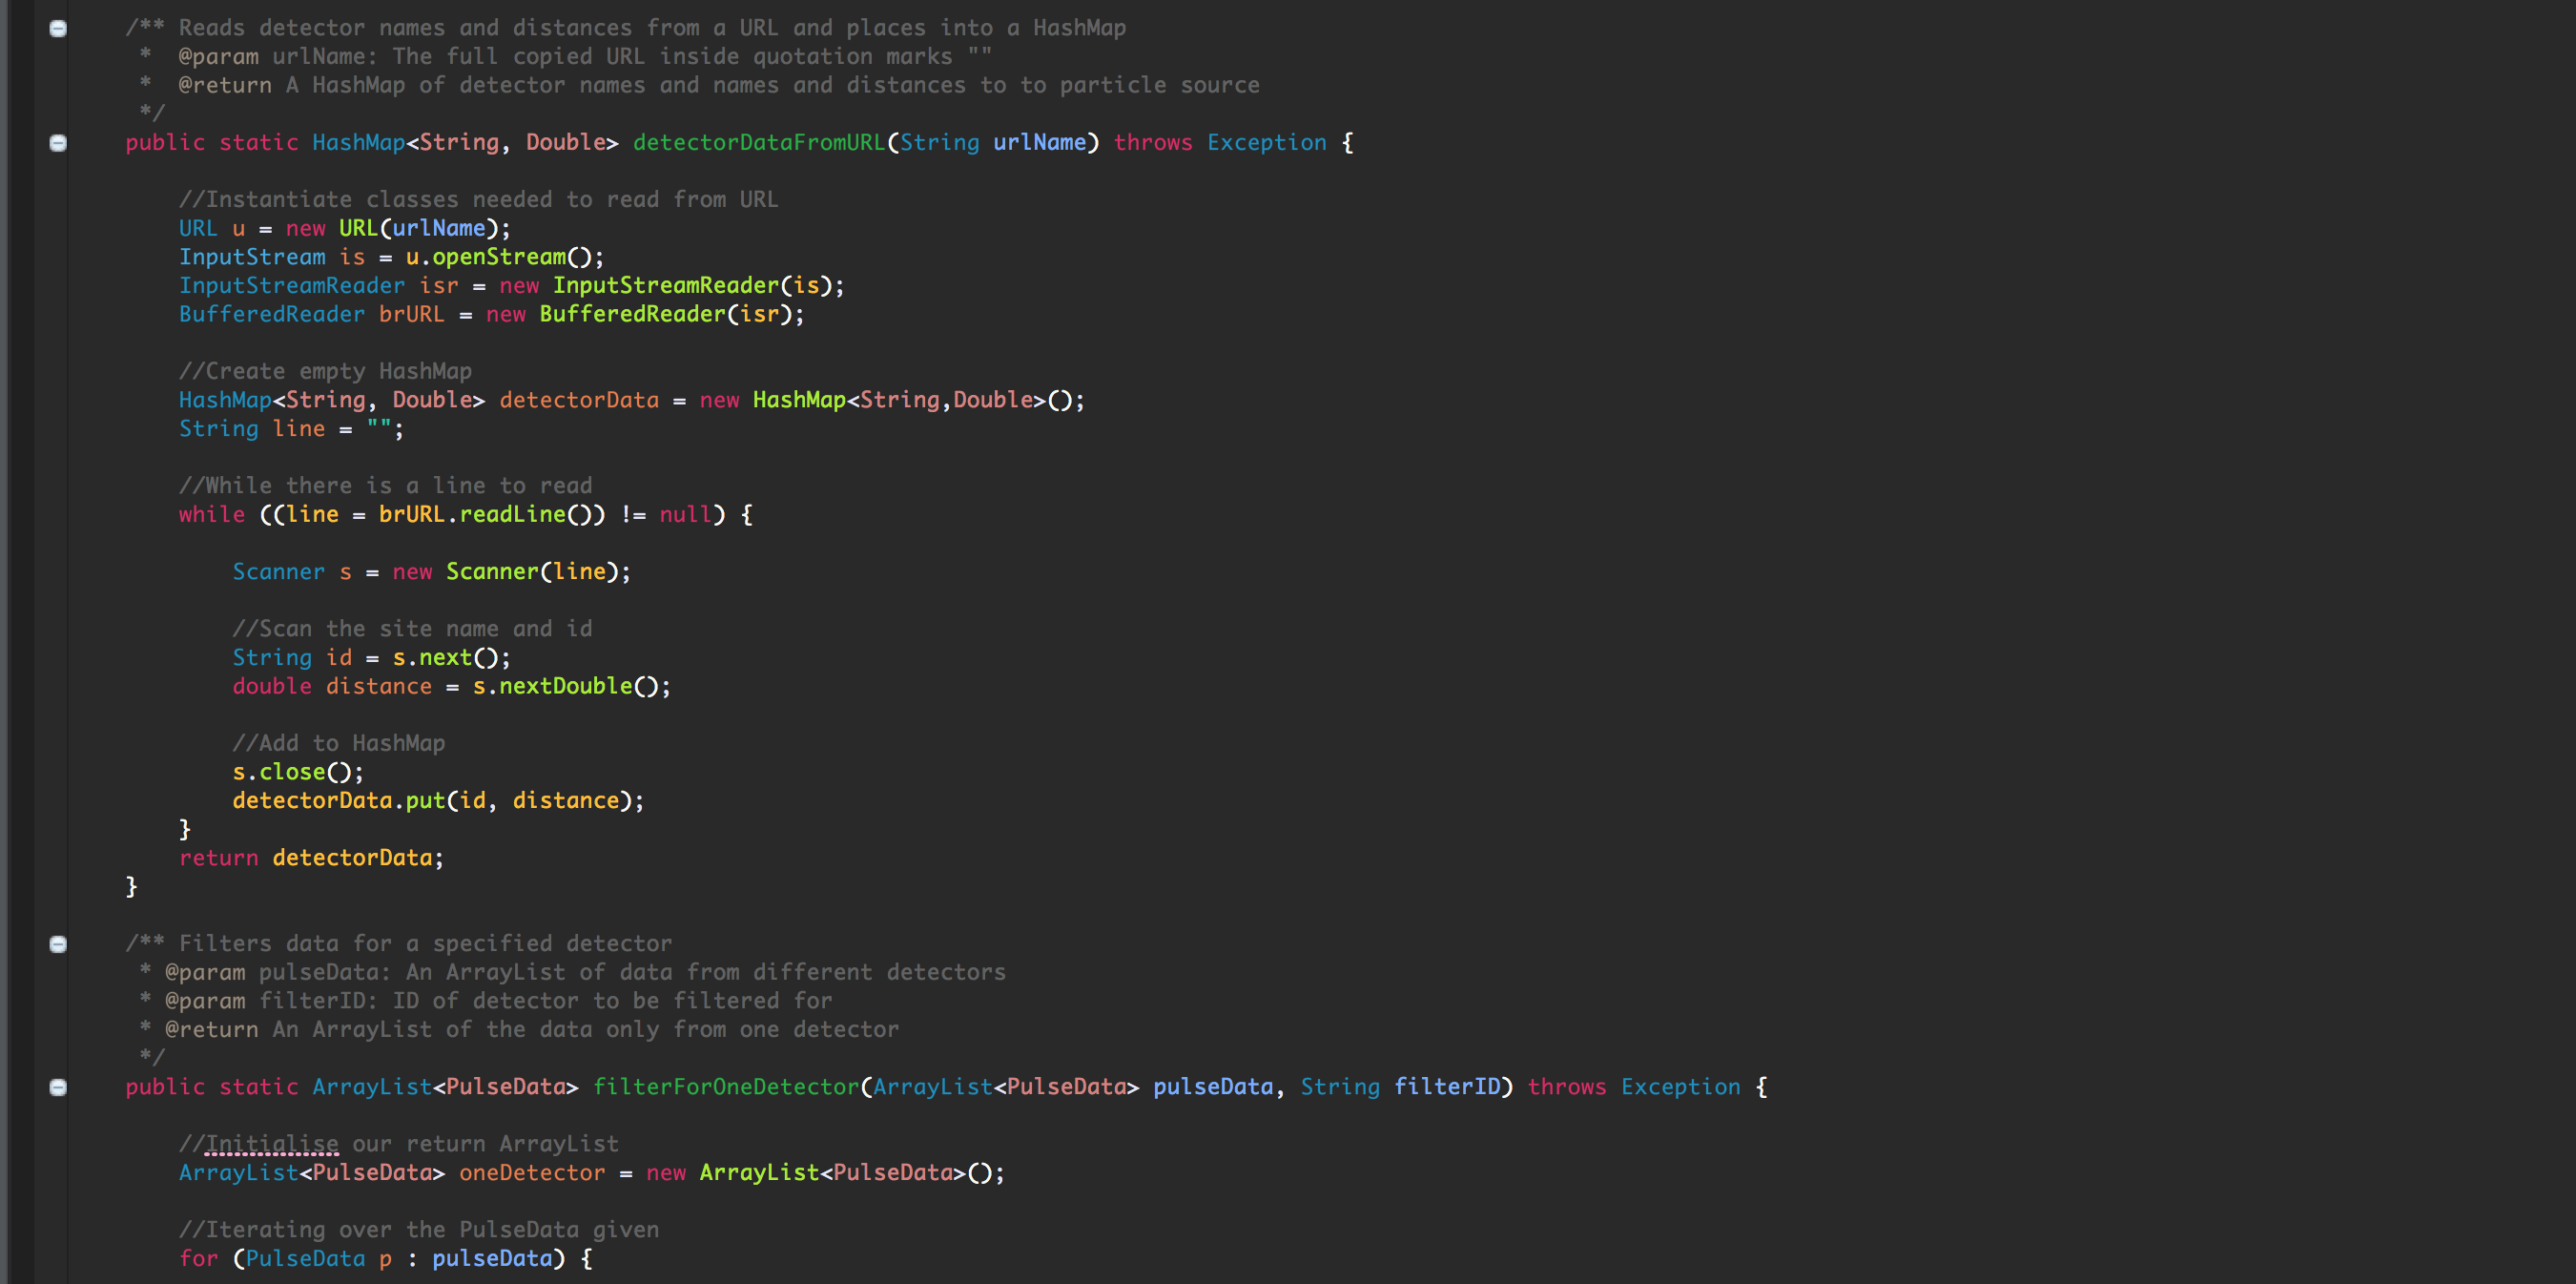 /** Reads detector names and distances from a URL and places into a HashMap
 *  @param urlName: The full copied URL inside quotation marks ""
 *  @return A HashMap of detector names and names and distances to to particle source
 */
public static HashMap<String, Double> detectorDataFromURL(String urlName) throws Exception {
//Instantiate classes needed to read from URL
URL u = new URL(urlName);
InputStream is = u.openStream();
InputStreamReader isr = new InputStreamReader(is);
BufferedReader brURL = new BufferedReader(isr);
//Create empty HashMap
HashMap<String, Double> detectorData = new HashMap<String,Double>();
String line = "";
//While there is a line to read
while ((line = brURL.readLine()) != null) {
Scanner s = new Scanner(line);
//Scan the site name and id
String id = s.next();
double distance = s.nextDouble();
//Add to HashMap
s.close();
detectorData.put(id, distance);
}
return detectorData;
}
/** Filters data for a specified detector
 * @param pulseData: An ArrayList of data from different detectors
 * @param filterID: ID of detector to be filtered for
 * @return An ArrayList of the data only from one detector
 */
public static ArrayList<PulseData> filterForOneDetector(ArrayList<PulseData> pulseData, String filterID) throws Exception {
//Initialise our return ArrayList
ArrayList<PulseData> oneDetector = new ArrayList<PulseData>();
//Iterating over the PulseData given
for (PulseData p : pulseData) {